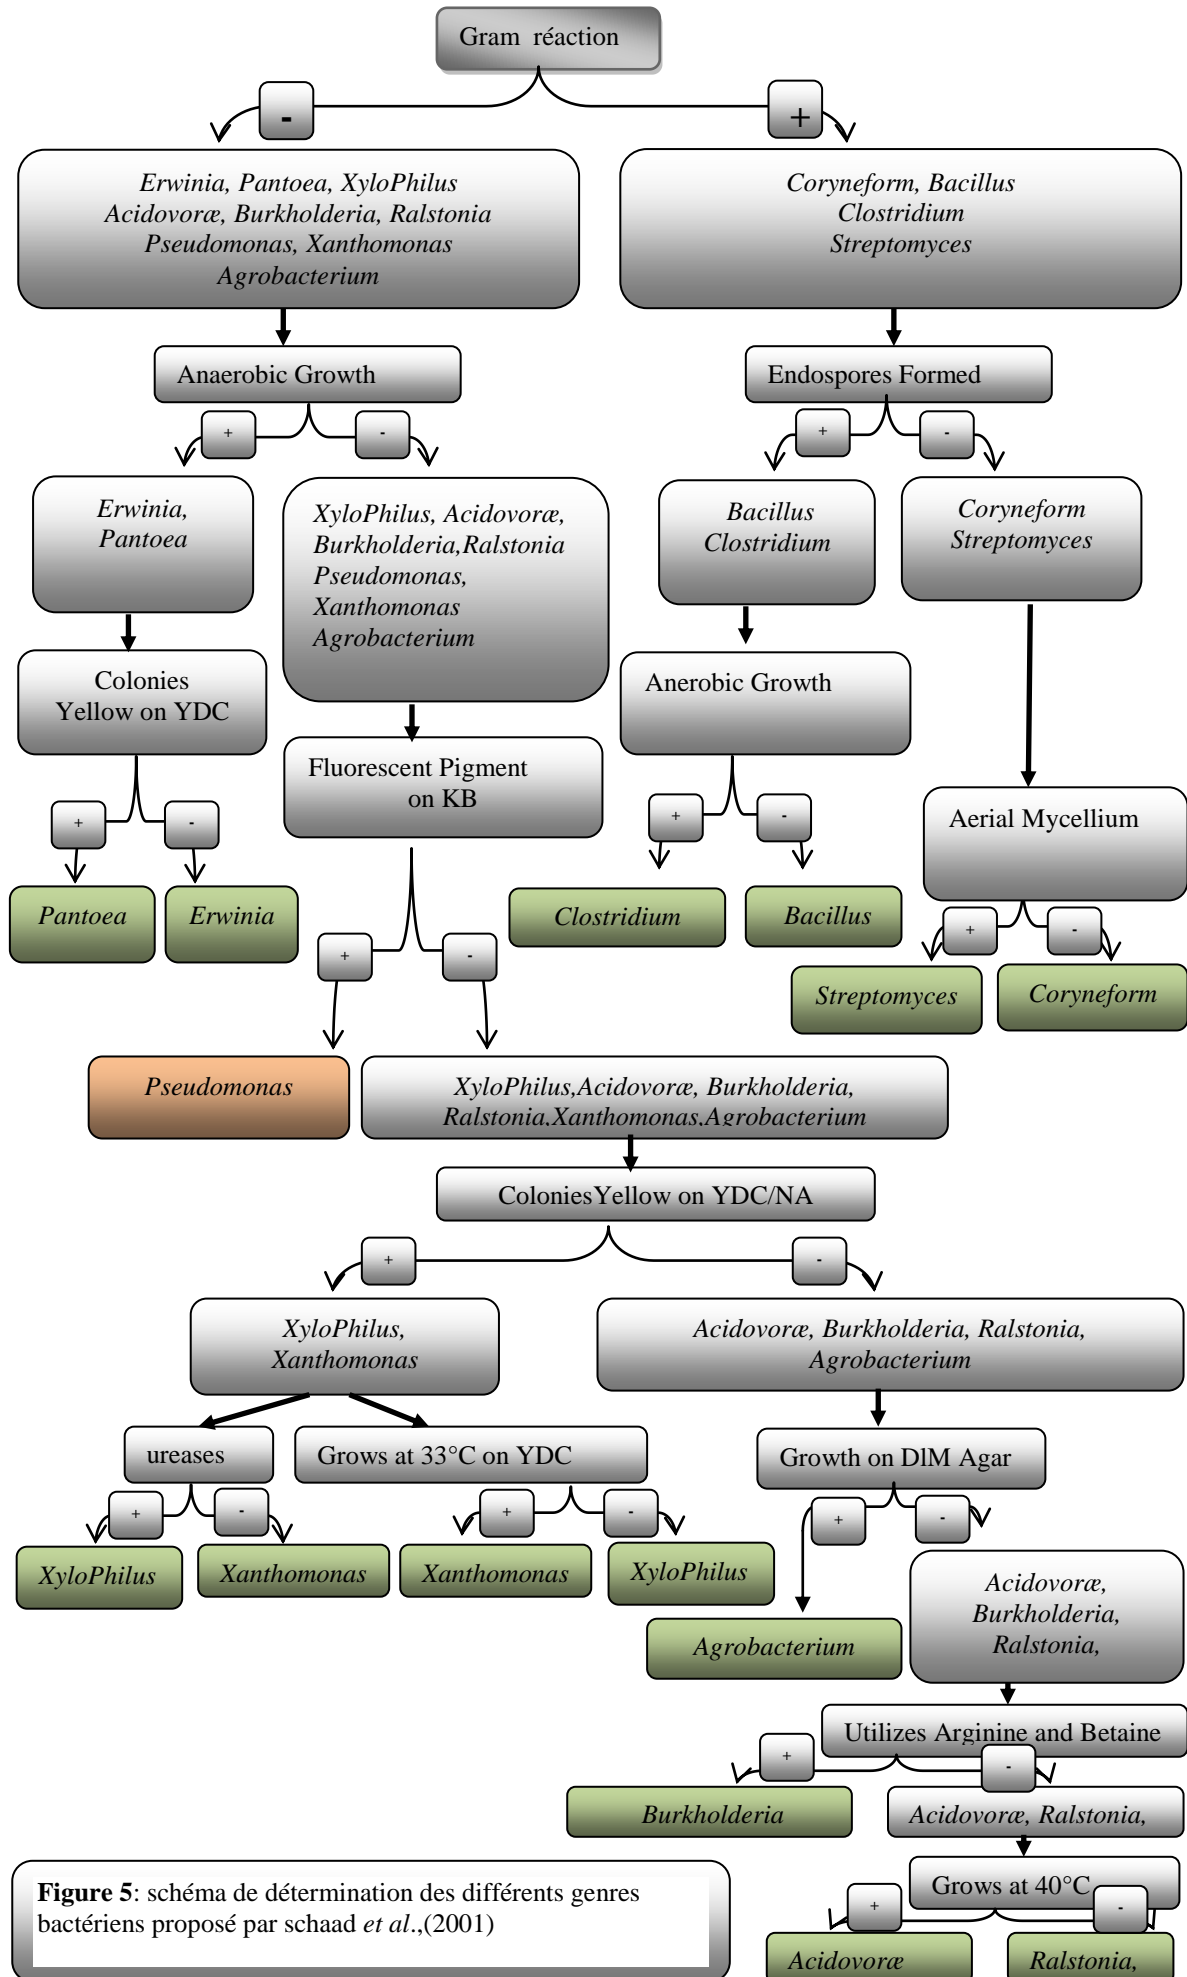 Gram réaction
-
+
Erwinia, Pantoea, XyloPhilus
Acidovoræ, Burkholderia, Ralstonia
Pseudomonas, Xanthomonas
Agrobacterium
Coryneform, Bacillus
Clostridium
Streptomyces
Anaerobic Growth
Endospores Formed
+
-
+
-
Erwinia,
Pantoea
XyloPhilus, Acidovoræ,
Burkholderia,Ralstonia
Pseudomonas,
Xanthomonas
Agrobacterium
Bacillus
Clostridium
Coryneform
Streptomyces
Colonies
Yellow on YDC
Anerobic Growth
Fluorescent Pigment
on KB
Aerial Mycellium
+
-
+
-
Pantoea
Erwinia
Clostridium
Bacillus
+
-
+
-
Streptomyces
Coryneform
Pseudomonas
XyloPhilus,Acidovoræ, Burkholderia,
Ralstonia,Xanthomonas,Agrobacterium
ColoniesYellow on YDC/NA
+
-
XyloPhilus,
Xanthomonas
Acidovoræ, Burkholderia, Ralstonia,
Agrobacterium
ureases
Grows at 33°C on YDC
Growth on DlM Agar
+
-
+
-
+
-
XyloPhilus
Xanthomonas
Xanthomonas
XyloPhilus
Agrobacterium
Acidovoræ,
Burkholderia,
Ralstonia,
Utilizes Arginine and Betaine
+
-
Burkholderia
Acidovoræ, Ralstonia,
Grows at 40°C
+
-
Acidovoræ
Ralstonia,
Figure 5: schéma de détermination des différents genres
bactériens proposé par schaad et al.,(2001)